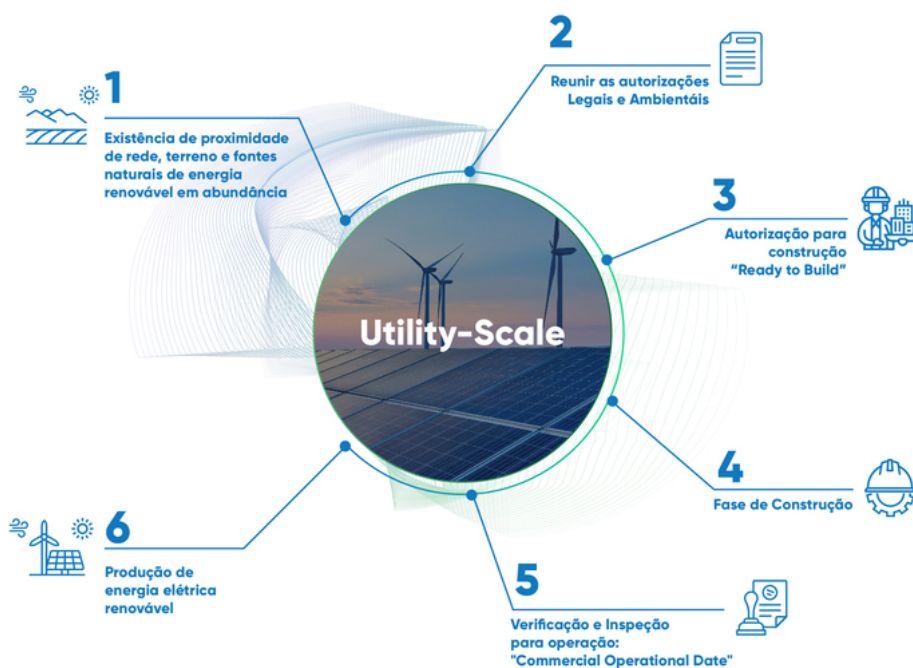 1
Existência de proximidade
de rede, terreno e fontes
naturais de energia
renovável em abundância
2
Reunir as autorizações
Legais e Ambientáis
3
Autorização para
construção
“Ready to Build”
Utility-Scale
4
Fase de Construção
5
Verificação e Inspeção
para operação:
"Commercial Operational Date"
6
Produção de
energia elétrica
renovável